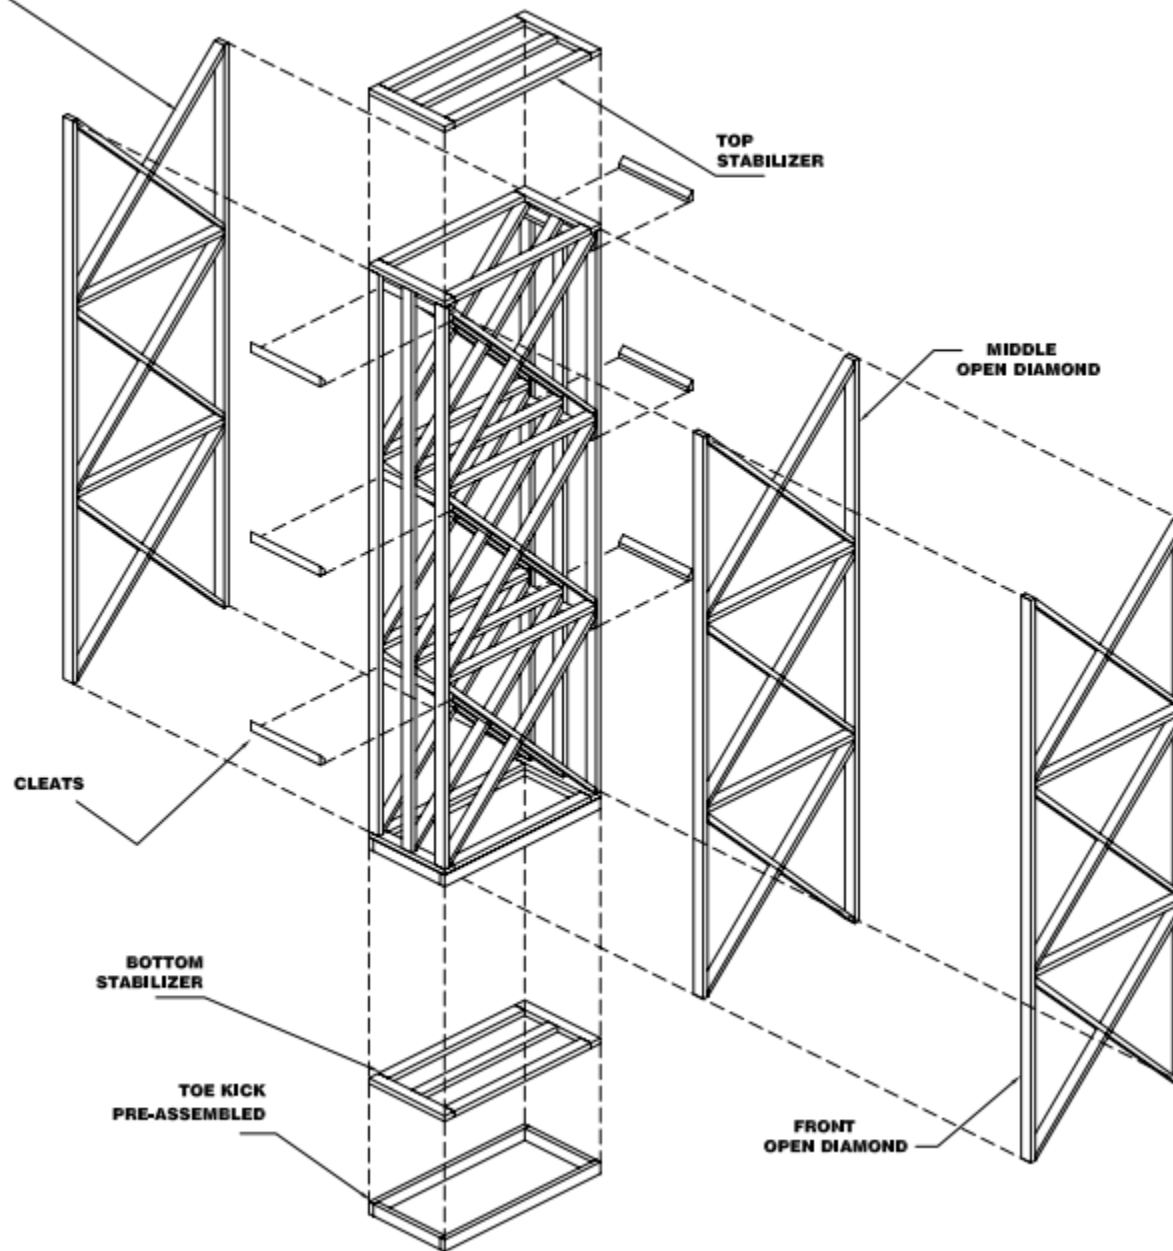 TOP
STABILIZER
MIDDLE
OPEN DIAMOND
CLEATS
BOTTOM
STABILIZER
TOE KICK
PRE-ASSEMBLED
FRONT
OPEN DIAMOND